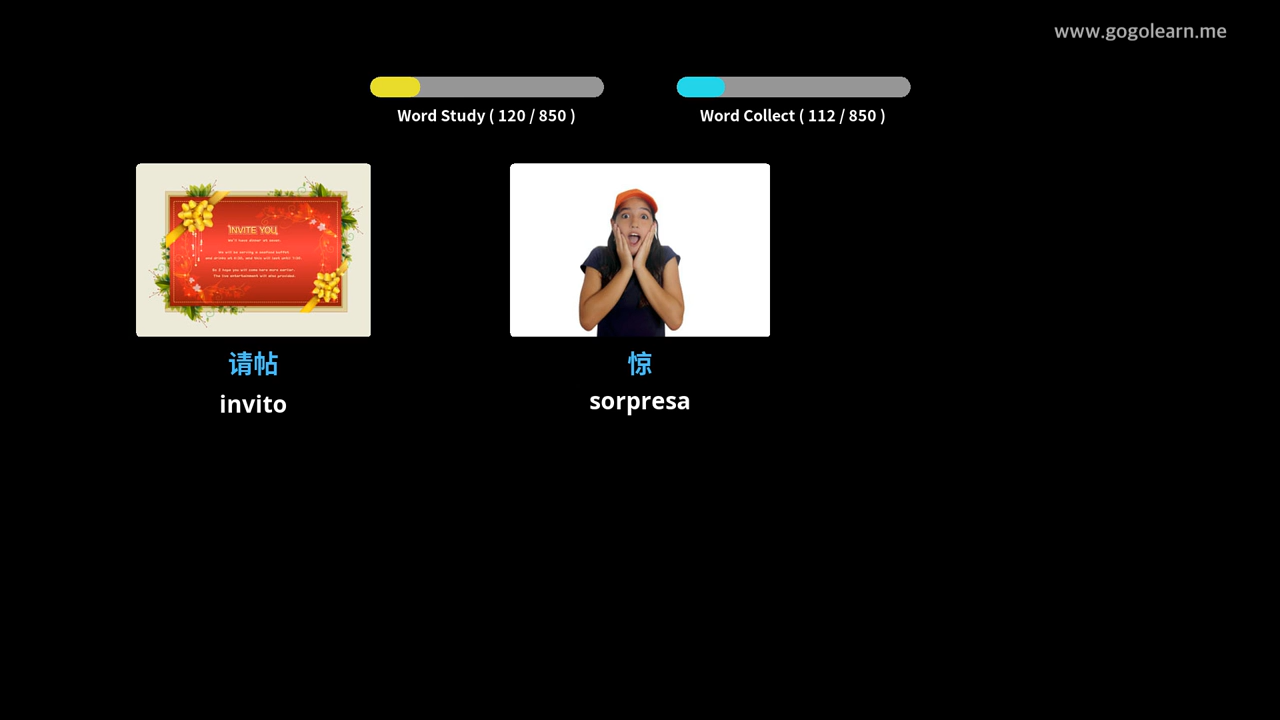 www.gogolearn.me
Word Study ( 120 / 850 )
Word Collect ( 112 / 850 )
INVITE YOU
请帖
惊
invito
sorpresa